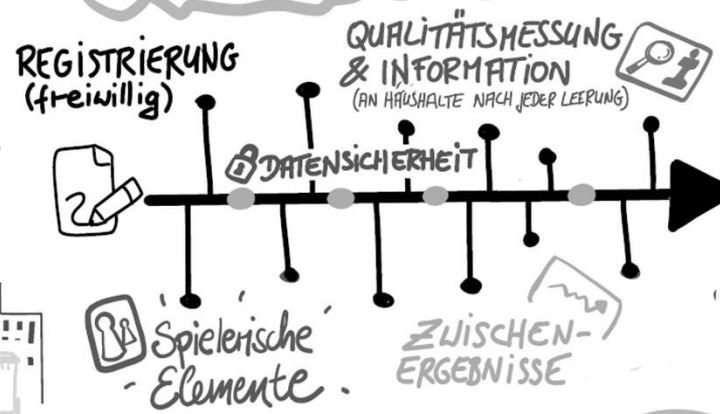 REGISTRIERUNG
(freiwillig)
QUALITÄTSMESSUNG
& INFORMATION
(AN HAUSHALTE NACH JEDER LEERUNG)
DATENSICHERHEIT
Spielerische
Elemente
ZWISCHEN-
ERGEBNISSE